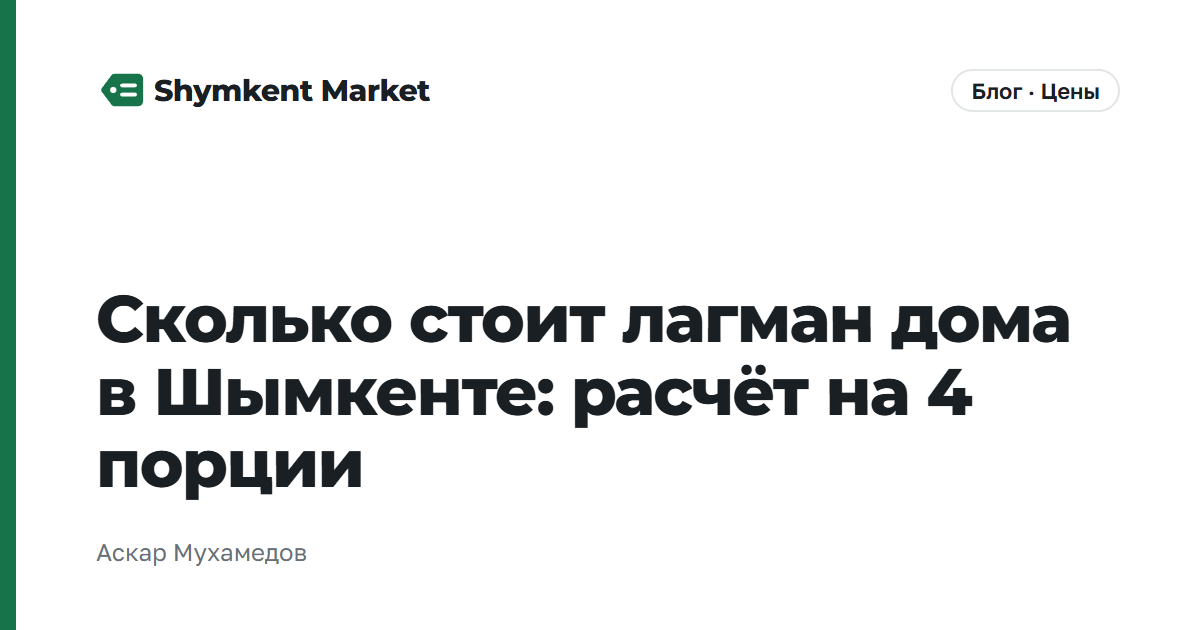 Shymkent Market
Блог · Цены
Сколько стоит лагман дома
в Шымкенте: расчёт на 4
порции
Аскар Мухамедов